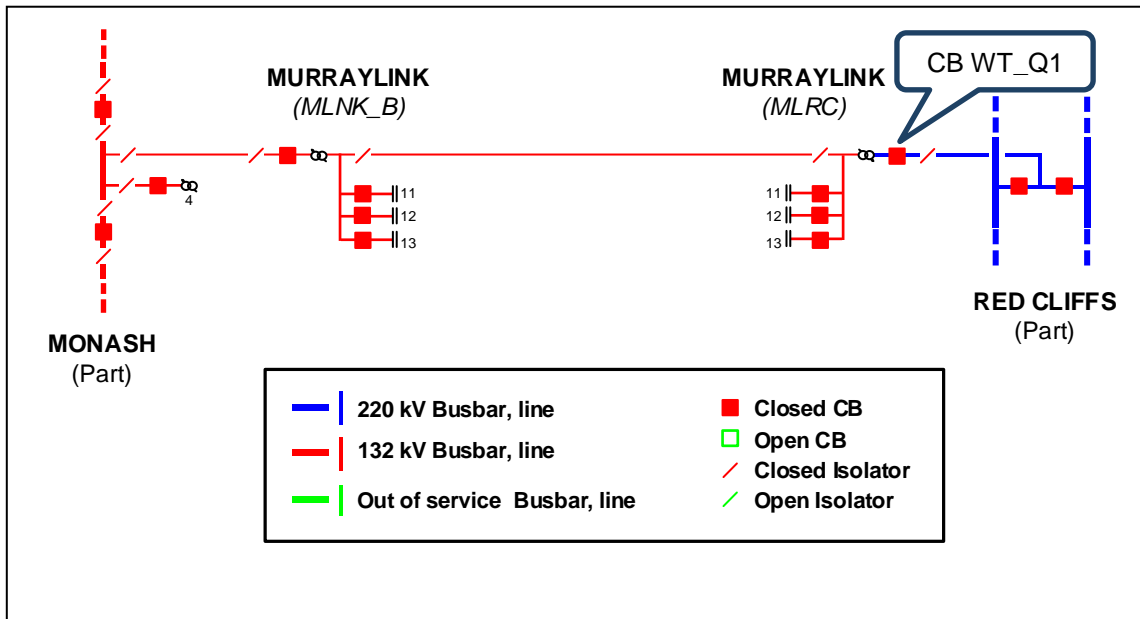 CB WT_Q1
MURRAYLINK
(MLNK_B)
MURRAYLINK
(MLRC)
4
11
12
13
11
12
13
MONASH
(Part)
RED CLIFFS
(Part)
220 kV Busbar, line
132 kV Busbar, line
Out of service Busbar, line
Closed CB
Open CB
Closed Isolator
Open Isolator